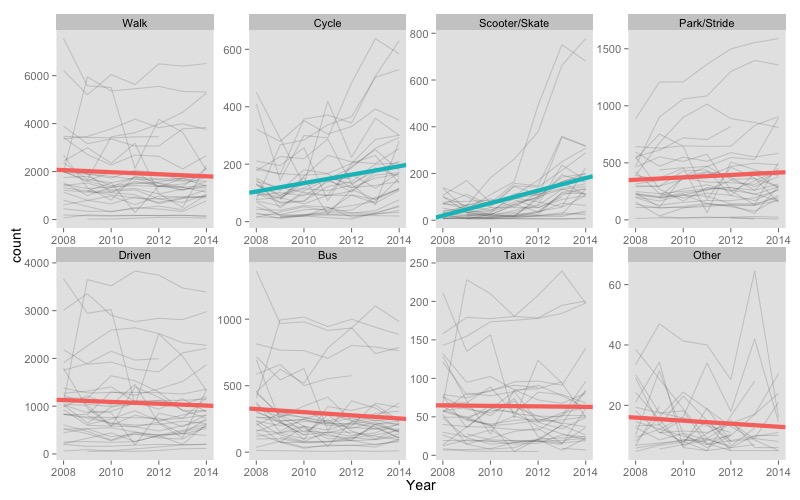 Walk Cycle Scooter/Skate Park/Stride
6000 600 800 1500
4000 400 600 1000
2000 200 400 500
0 0 200 0
0
2008 2010 2012 2014 2008 2010 2012 2014 2008 2010 2012 2014 2008 2010 2012 2014
count
Driven Bus Taxi Other
4000 1000 250 60
3000 500 200 40
2000 0 150 20
1000 100
0 50
0
2008 2010 2012 2014 2008 2010 2012 2014 2008 2010 2012 2014 2008 2010 2012 2014
Year